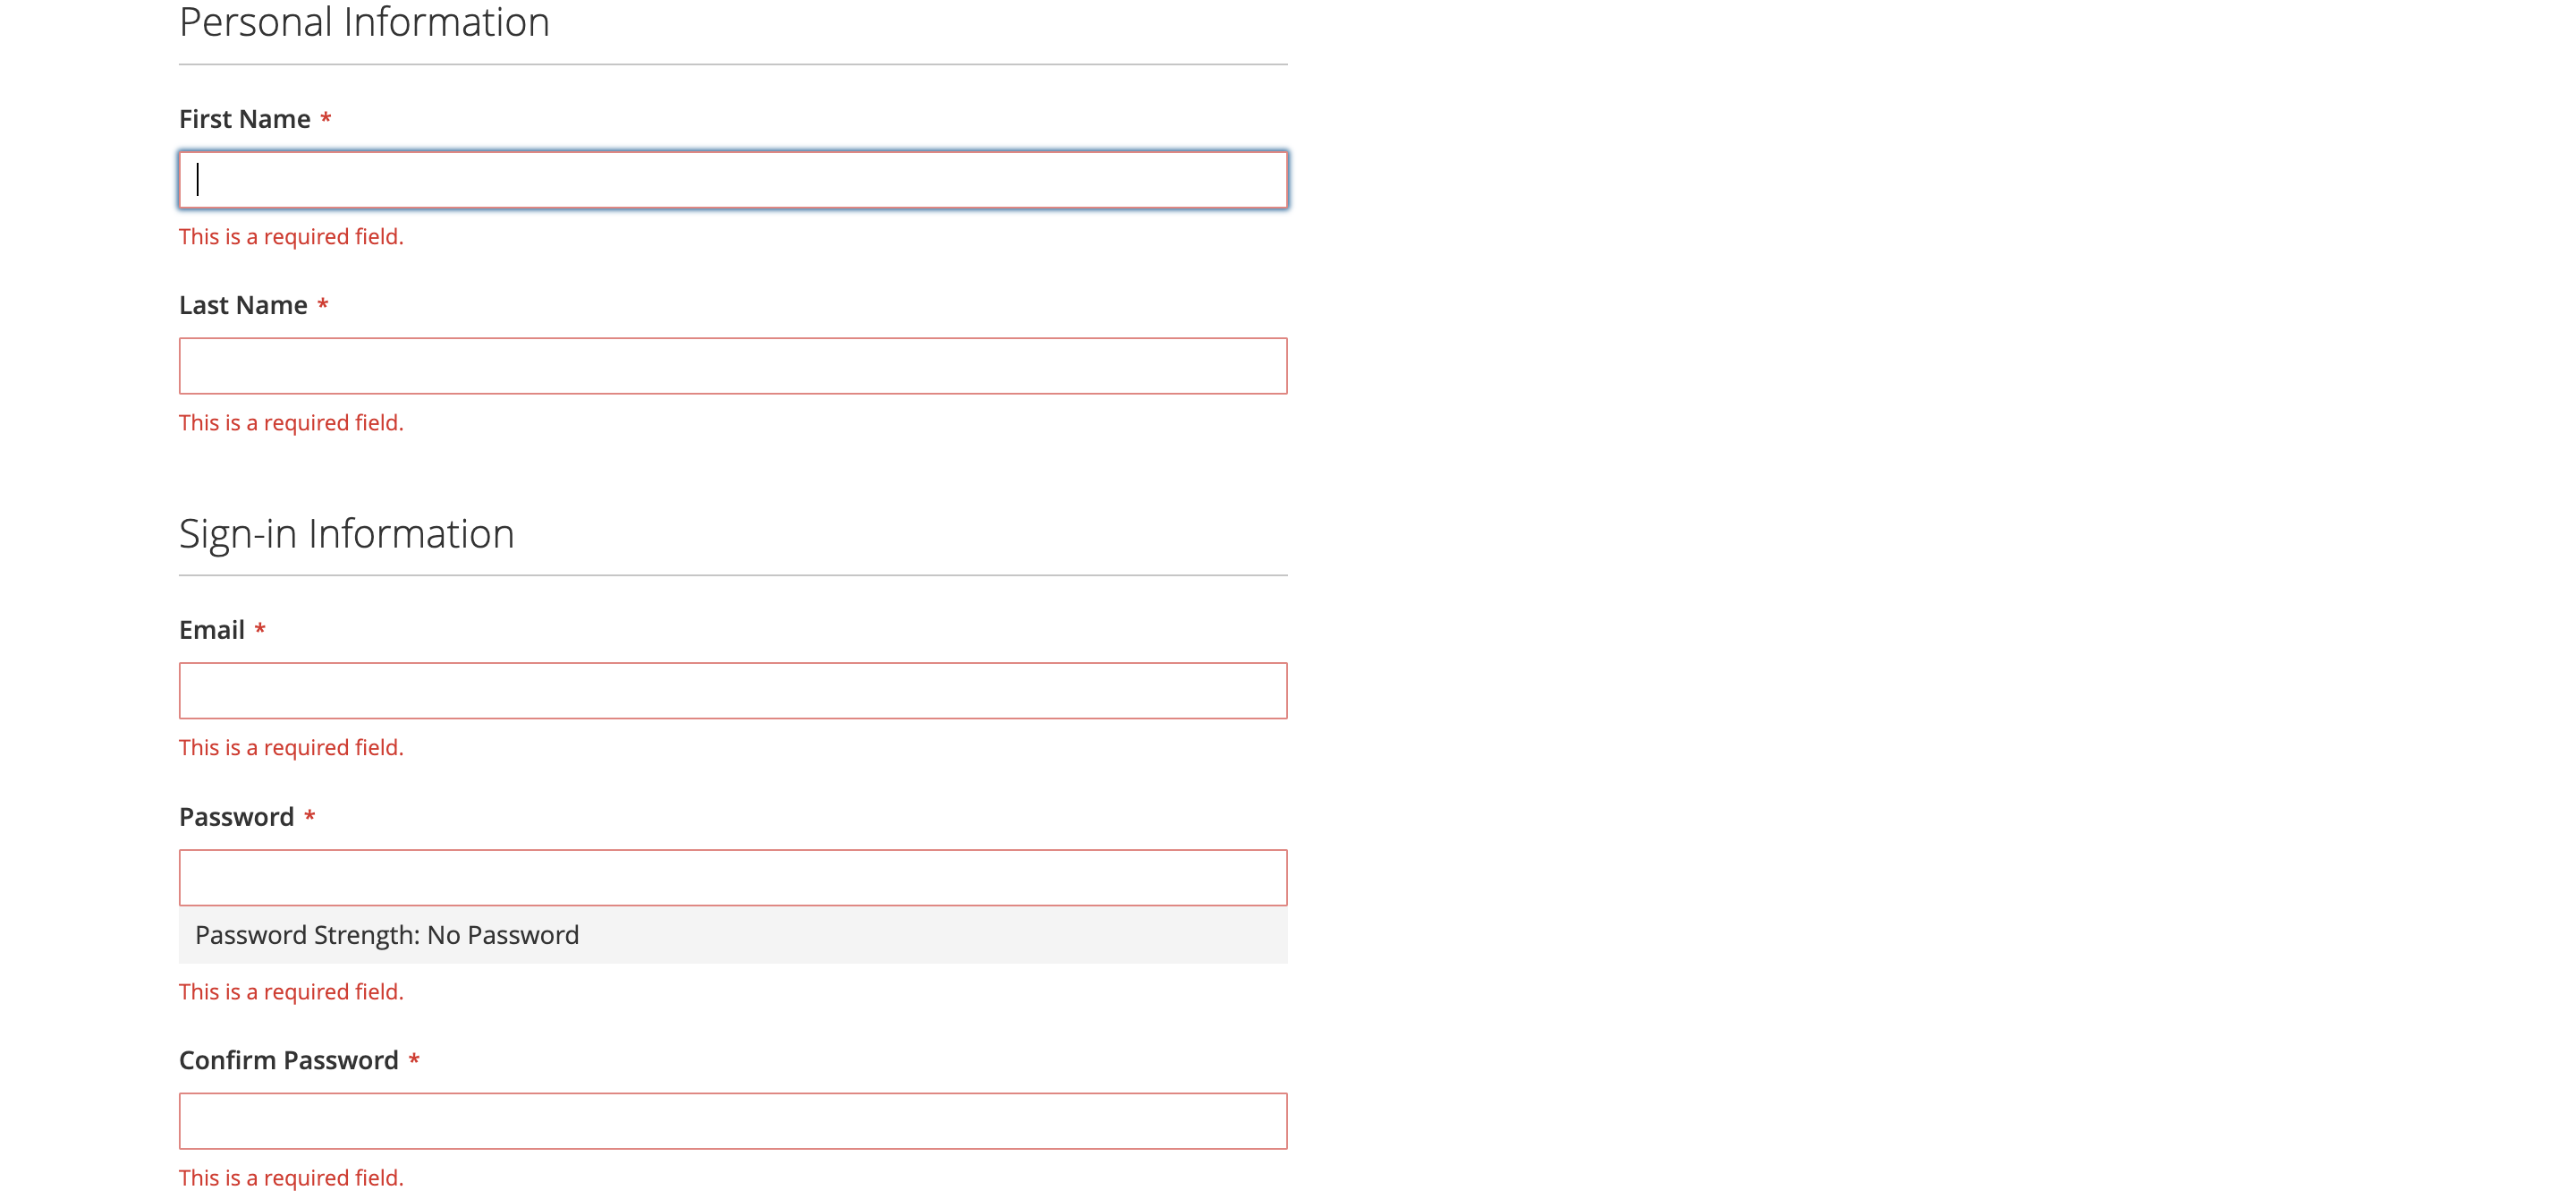 Personal Information
First Name *
This is a required field.
Last Name *
This is a required field.
Sign-in Information
Email *
This is a required field.
Password *
Password Strength: No Password
This is a required field.
Confirm Password *
This is a required field.